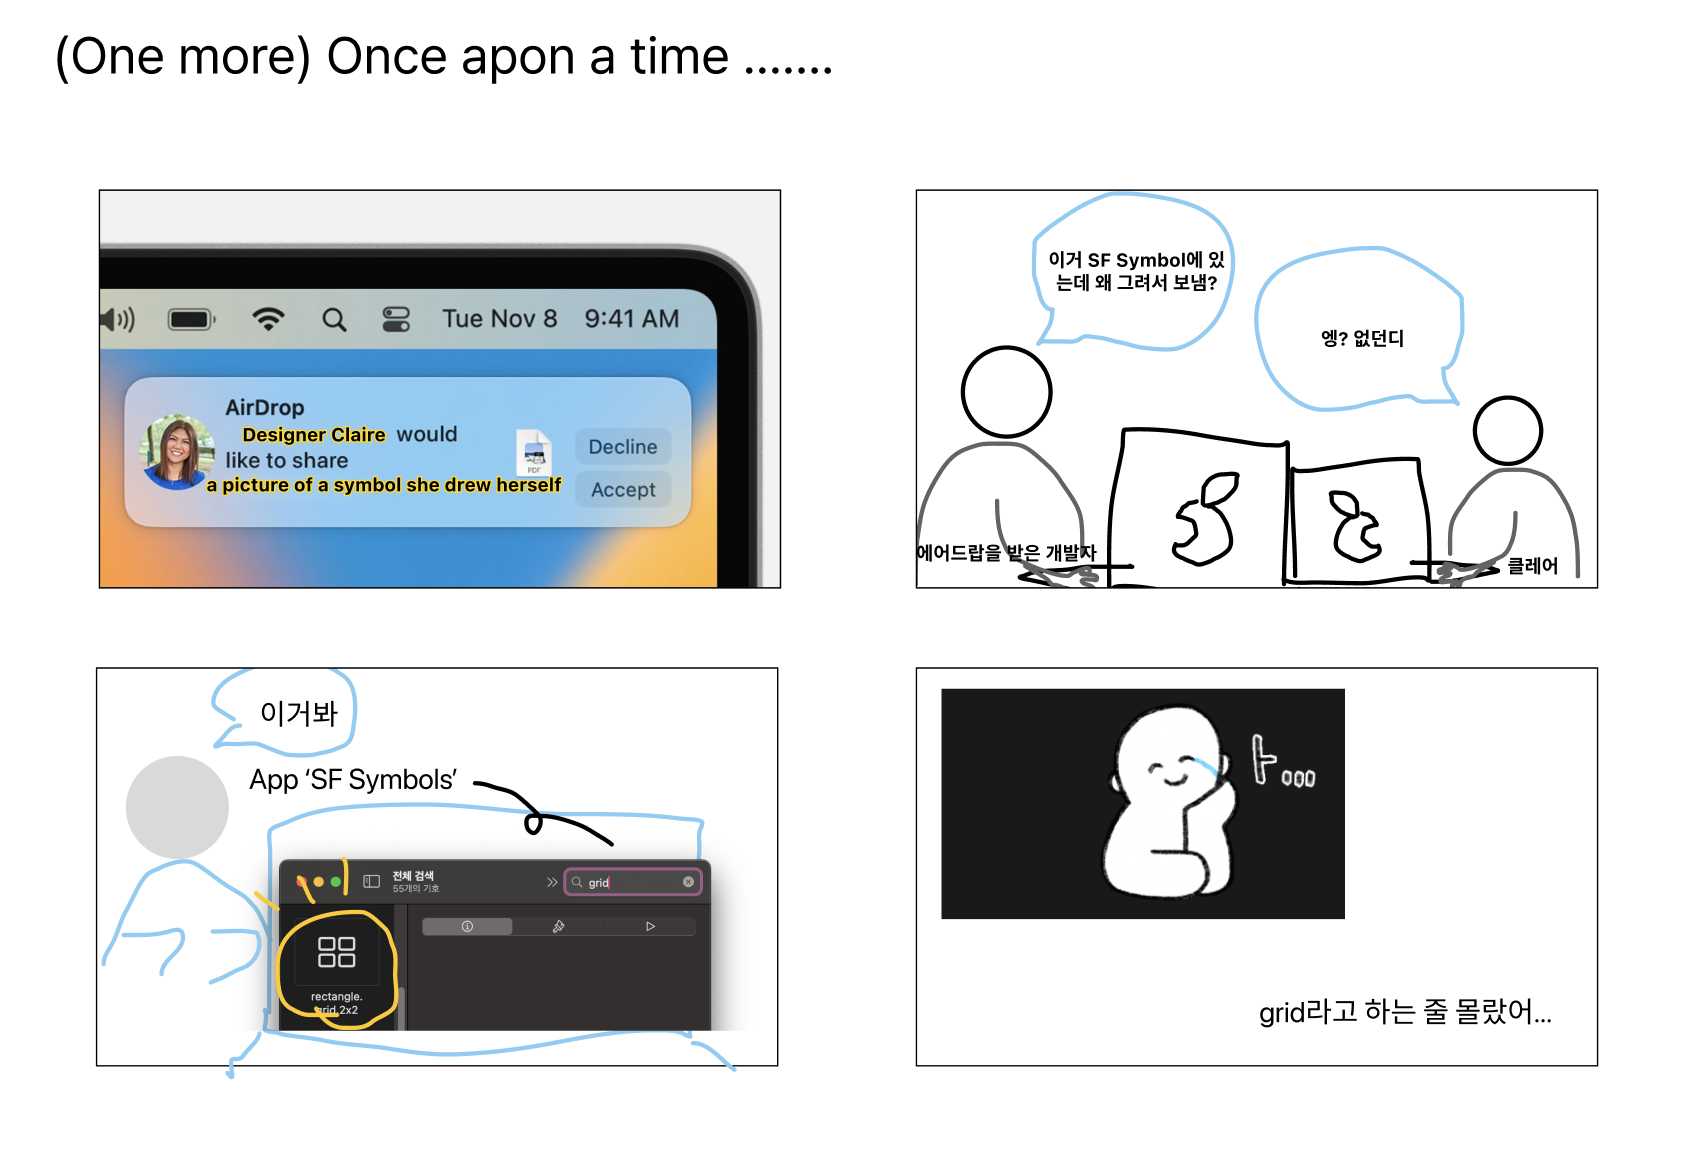 (One more) Once apon a time .......
Tue Nov 8 9:41 AM
AirDrop
Designer Claire would
like to share
a picture of a symbol she drew herself
PDF
Decline
Accept
이거 SF Symbol에 있
는데 왜 그려서 보냄?
엥? 없던디
에어드랍을 받은 개발자
클레어
이거봐
App ‘SF Symbols’
전체 검색
55개의 기호
grid
rectangle.
grid.2x2
ㅏ...
grid라고 하는 줄 몰랐어...